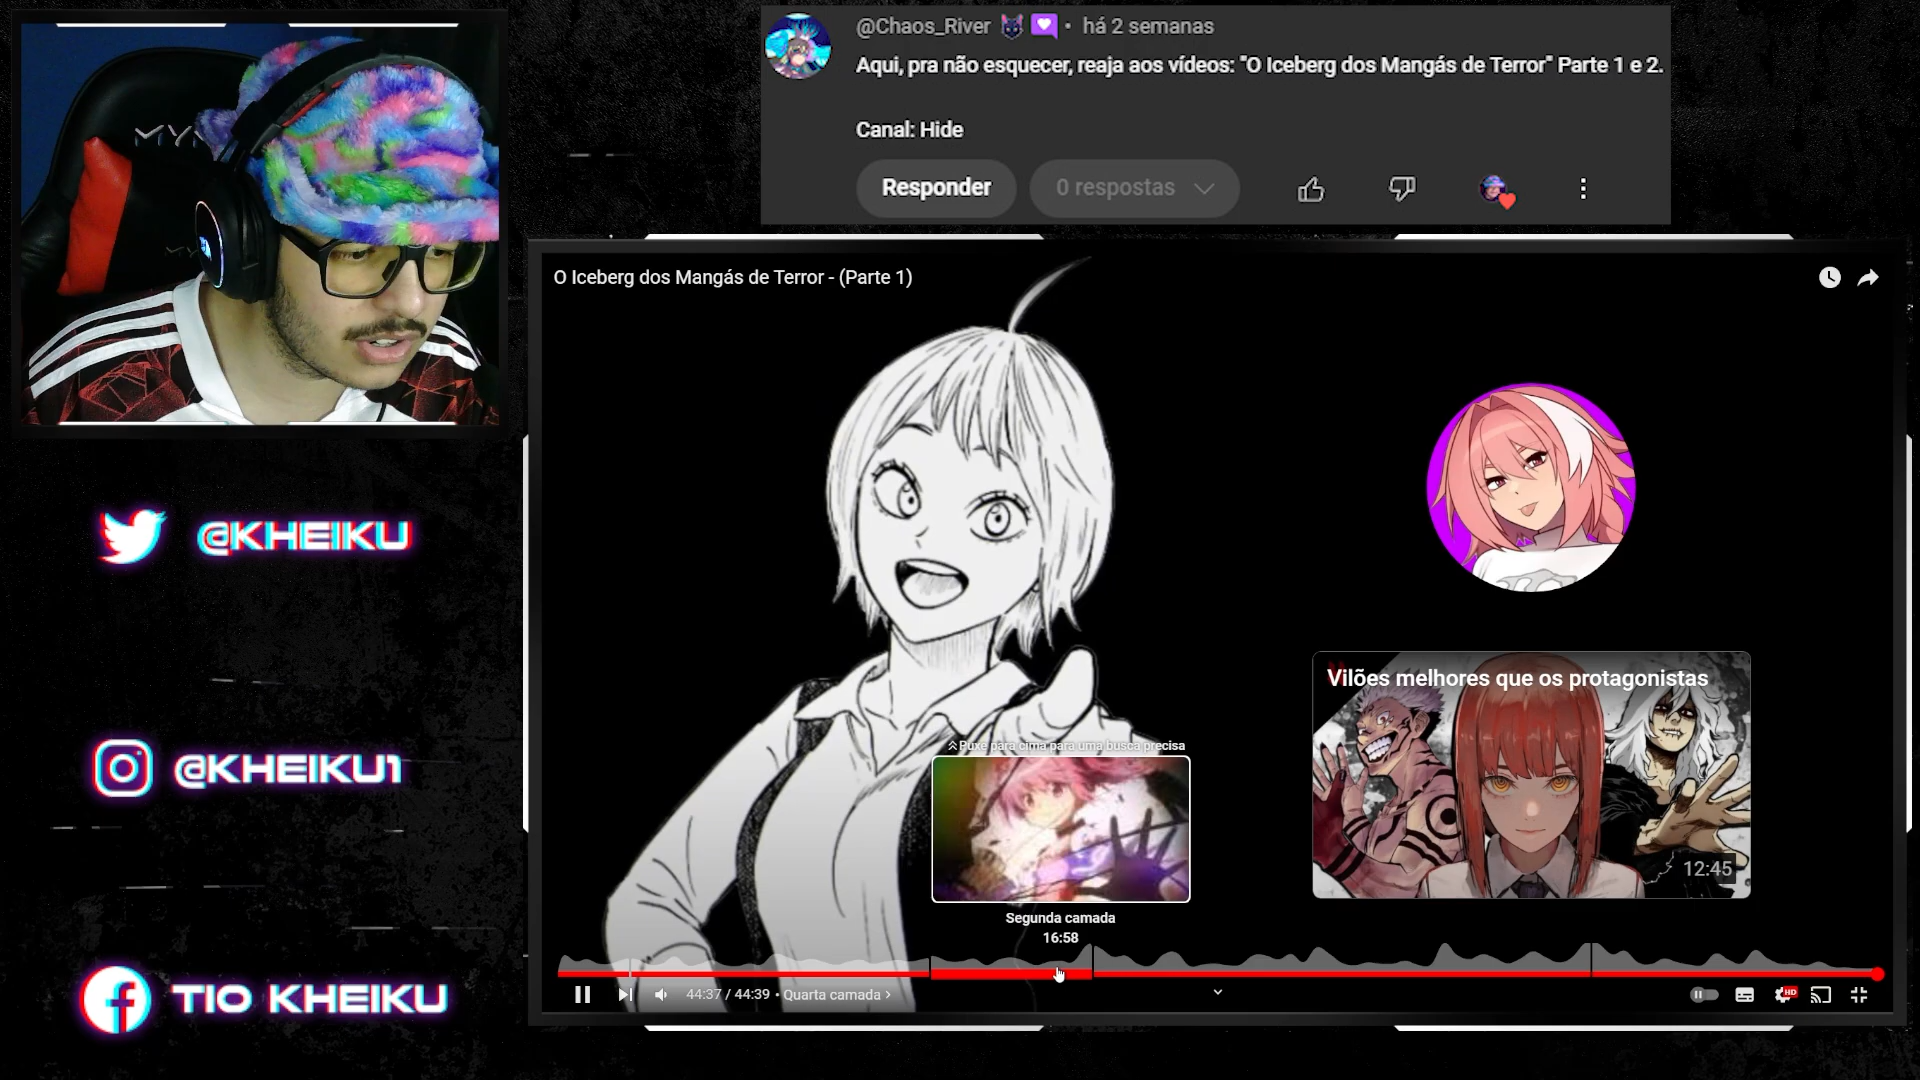 @Chaos_River • há 2 semanas
Aqui, pra não esquecer, reaja aos vídeos: "O Iceberg dos Mangás de Terror" Parte 1 e 2.
Canal: Hide
Responder
0 respostas
O Iceberg dos Mangás de Terror - (Parte 1)
@KHEIKU
@KHEIKU1
TIO KHEIKU
Vilões melhores que os protagonistas
12:45
Puxe para cima para uma busca precisa
Segunda camada
16:58
44:37 / 44:39 • Quarta camada ›
HD